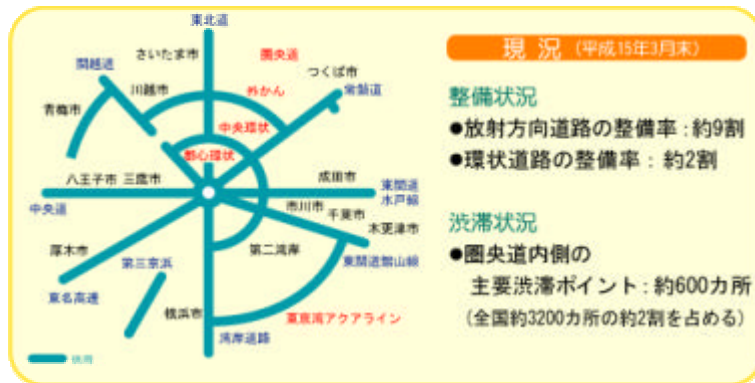 東北道
さいたま市
圏央道
関越道
つくば市
川越市
外かん
常磐道
青梅市
中央環状
都心環状
八王子市
三鷹市
成田市
中央道
東関道
水戸線
市川市
千葉市
木更津市
厚木市
第二湾岸
第三京浜
東関道館山線
東名高速
横浜市
東京湾アクアライン
湾岸道路
供用
現 況 (平成15年3月末)
整備状況
●放射方向道路の整備率：約9割
●環状道路の整備率：約2割
渋滞状況
●圏央道内側の
主要渋滞ポイント：約600カ所
(全国約3200カ所の約2割を占める)